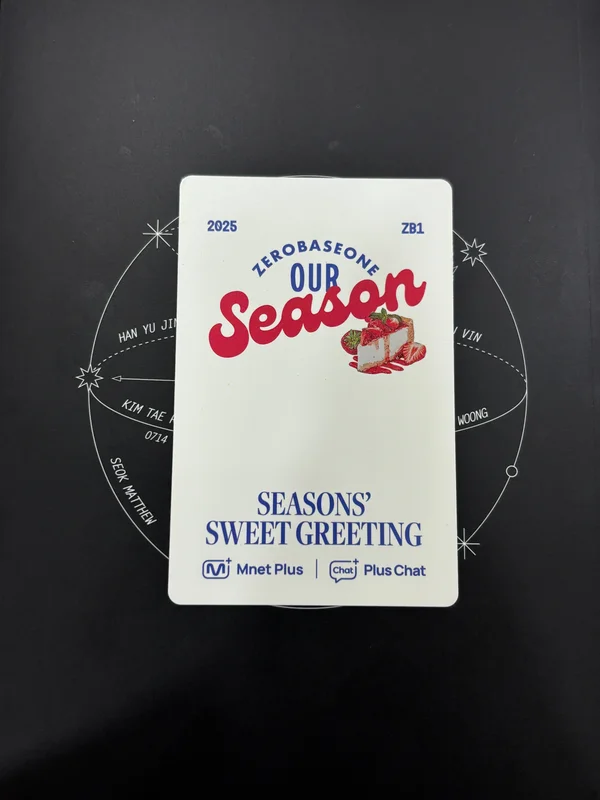 2025
ZB1
ZEROBASEONE
OUR
Season
SEASONS'
SWEET GREETING
Mnet Plus
Chat
Plus Chat
HAN YU JIN
VIN
KIM TAE
WOONG
0714
SEOK MATTHEW